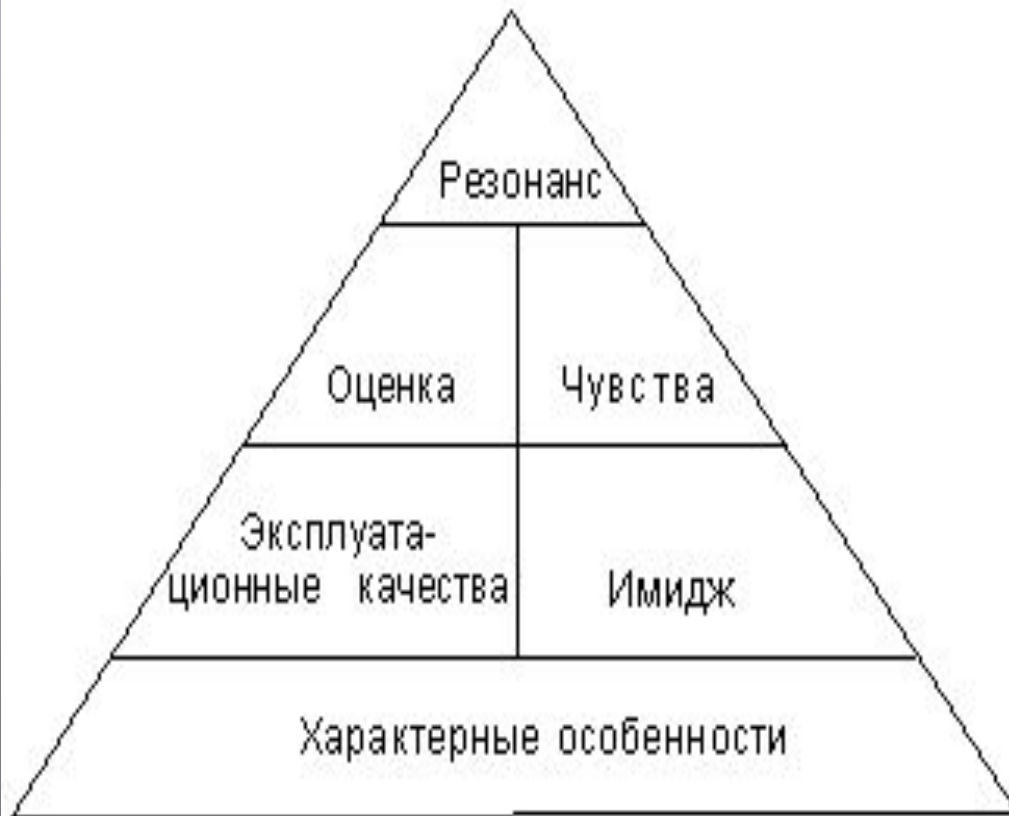 Резонанс
Оценка
Чувства
Эксплуата-
ционные качества
Имидж
Характерные особенности